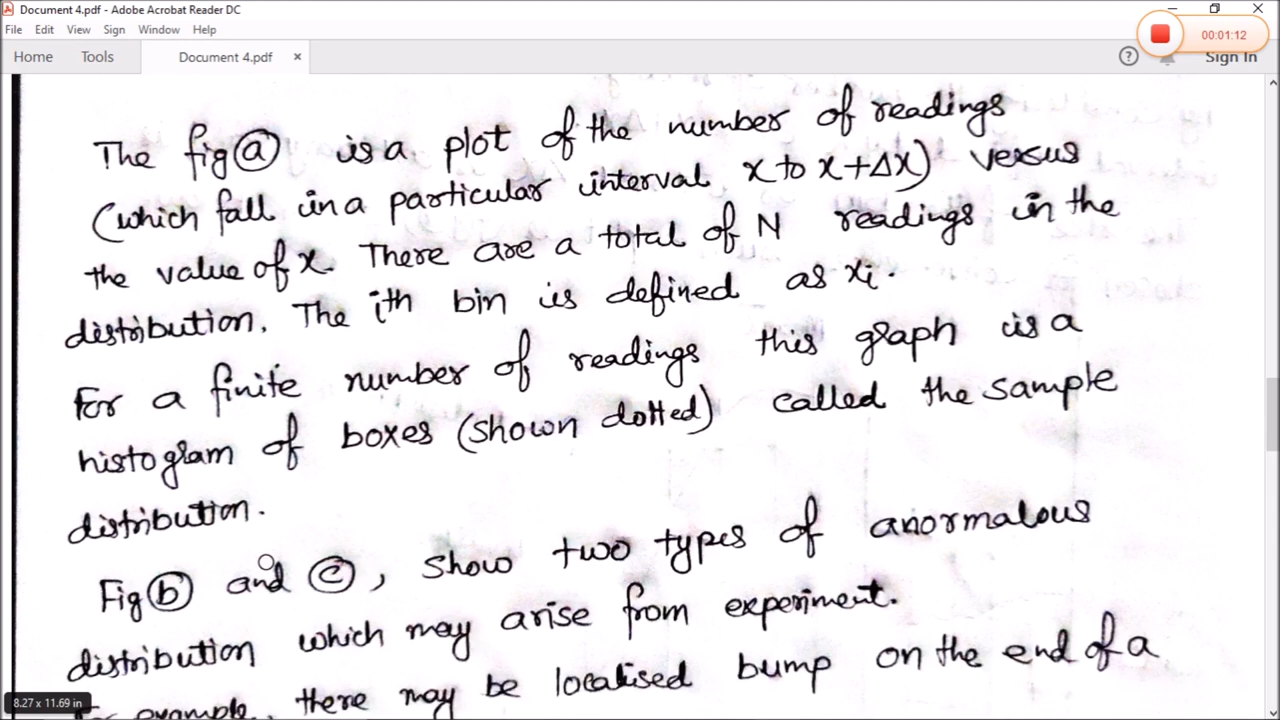 Document 4.pdf - Adobe Acrobat Reader DC
File Edit View Sign Window Help
00:01:12
Home Tools Document 4.pdf × ? Sign In
The fig(a) is a plot of the number of readings
(which fall in a particular interval x to x+Δx) versus
the value of x. There are a total of N readings in the
distribution. The ith bin is defined as xi.
For a finite number of readings this graph is a
histogram of boxes (shown dotted) called the sample
distribution.
Fig(b) and (c), show two types of anormalous
distribution which may arise from experiment.
For example, there may be localised bump on the end of a
8.27 x 11.69 in